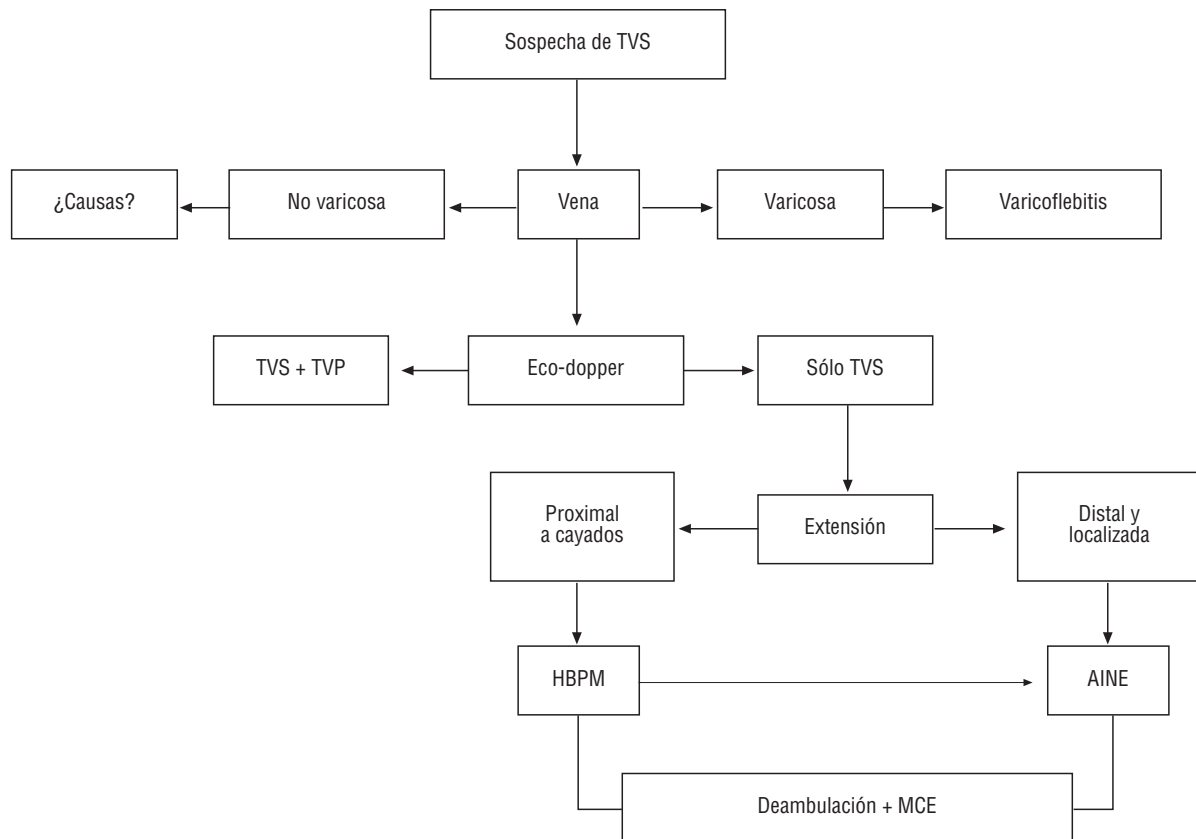 Sospecha de TVS
¿Causas?
No varicosa
Vena
Varicosa
Varicoflebitis
TVS + TVP
Eco-dopper
Sólo TVS
Proximal
a cayados
Extensión
Distal y
localizada
HBPM
AINE
Deambulación + MCE